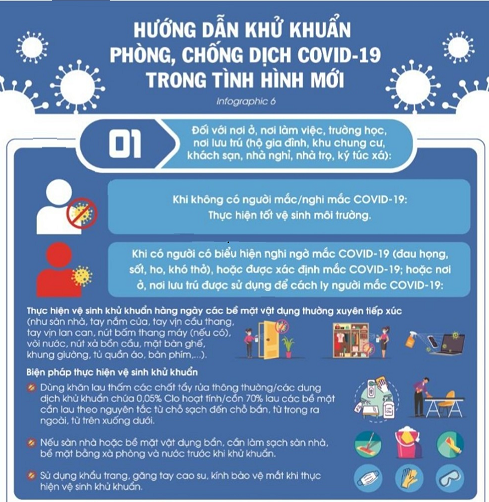 HƯỚNG DẪN KHỬ KHUẨN
PHÒNG, CHỐNG DỊCH COVID-19
TRONG TÌNH HÌNH MỚI
Infographic 6
01
Đối với nơi ở, nơi làm việc, trường học,
nơi lưu trú (hộ gia đình, khu chung cư,
khách sạn, nhà nghỉ, nhà trọ, ký túc xá):
Khi không có người mắc/nghi mắc COVID-19:
Thực hiện tốt vệ sinh môi trường.
Khi có người có biểu hiện nghi ngờ mắc COVID-19 (đau họng,
sốt, ho, khó thở), hoặc được xác định mắc COVID-19; hoặc nơi
ở, nơi lưu trú được sử dụng để cách ly người mắc COVID-19:
Thực hiện vệ sinh khử khuẩn hàng ngày các bề mặt vật dụng thường xuyên tiếp xúc
(như sàn nhà, tay nắm cửa, tay vịn cầu thang,
tay vịn lan can, nút bấm thang máy (nếu có),
vòi nước, nút xả bồn cầu, mặt bàn ghế,
khung giường, tủ quần áo, bàn phím,...).
Biện pháp thực hiện vệ sinh khử khuẩn
Dùng khăn lau thấm các chất tẩy rửa thông thường/các dung
dịch khử khuẩn chứa 0,05% Clo hoạt tính/cồn 70% lau các bề mặt
cần lau theo nguyên tắc từ chỗ sạch đến chỗ bẩn, từ trong ra
ngoài, từ trên xuống dưới.
Nếu sàn nhà hoặc bề mặt vật dụng bẩn, cần làm sạch sàn nhà,
bề mặt bằng xà phòng và nước trước khi khử khuẩn.
Sử dụng khẩu trang, găng tay cao su, kính bảo vệ mắt khi thực
hiện vệ sinh khử khuẩn.